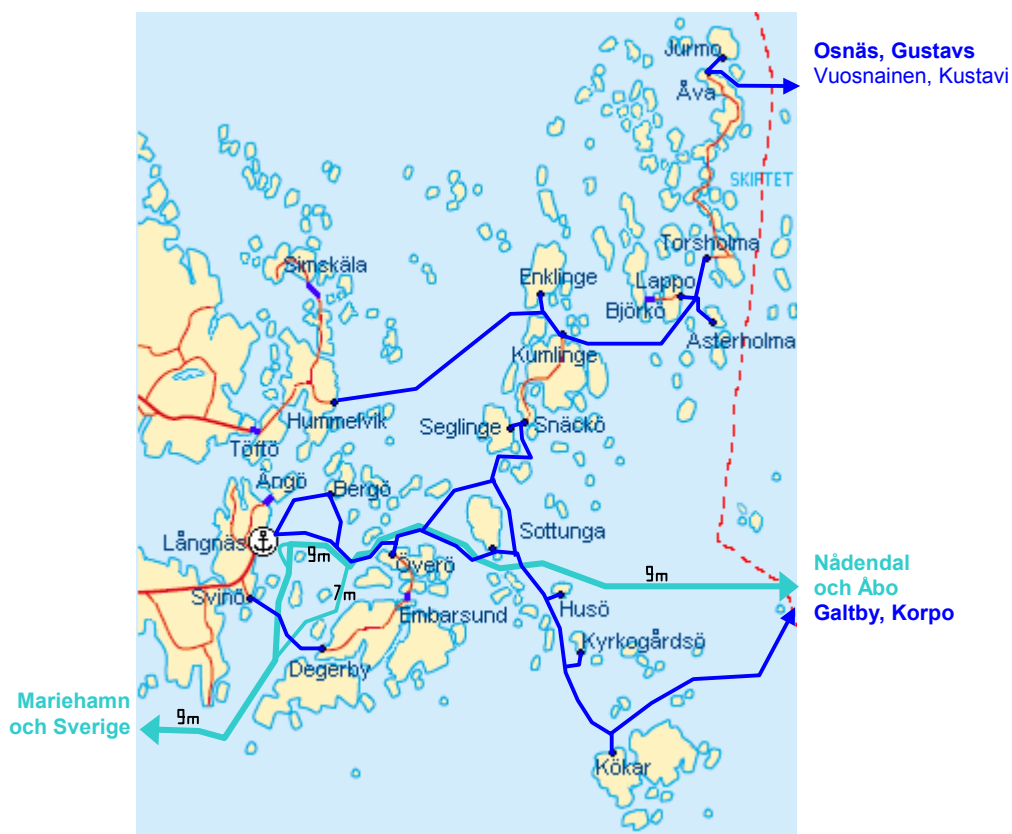 Jurmo
Osnäs, Gustavs
Vuosnainen, Kustavi
Åva
SKIFTET
Torsholma
Simskäla
Enklinge
Lappo
Björkö
Asterholma
Kumlinge
Hummelvik
Seglinge
Snäckö
Töftö
Ångö
Bergö
Sottunga
Långnäs
9m
Överö
9m
Nådendal
och Åbo
7m
Svinö
Embarsund
Husö
Galtby, Korpo
Kyrkogårdsö
Degerby
Mariehamn
och Sverige
9m
Kökar